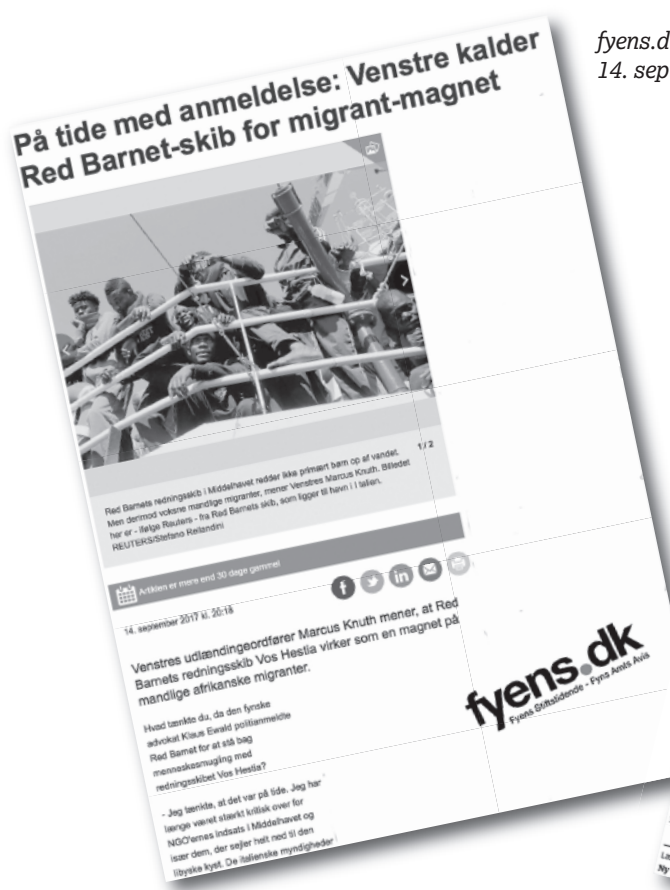 fyens.d
14. sep
På tide med anmeldelse: Venstre kalder
Red Barnet-skib for migrant-magnet
Red Barnets redningsskib i Middelhavet redder ikke primært børn op af vandet.
Men derimod voksne mandlige migranter, mener Venstres Marcus Knuth. Billedet
her er - ifølge Reuters - fra Red Barnets skib, som ligger til havn i I talien.
REUTERS/Stefano Rellandini
1 / 2
Artiklen er mere end 30 dage gammel
14. september 2017 kl. 20:18
Venstres udlændingeordfører Marcus Knuth mener, at Red
Barnets redningsskib Vos Hestia virker som en magnet på
mandlige afrikanske migranter.
Hvad tænkte du, da den fynske
advokat Klaus Ewald politianmeldte
Red Barnet for at stå bag
menneskesmugling med
redningsskibet Vos Hestia?
- Jeg tænkte, at det var på tide. Jeg har
længe været stærkt kritisk over for
NGO'ernes indsats i Middelhavet og
især dem, der sejler helt ned til den
libyske kyst. De italienske myndigheder
fyens.dk
Fyens Stiftstidende - Fyns Amts Avis